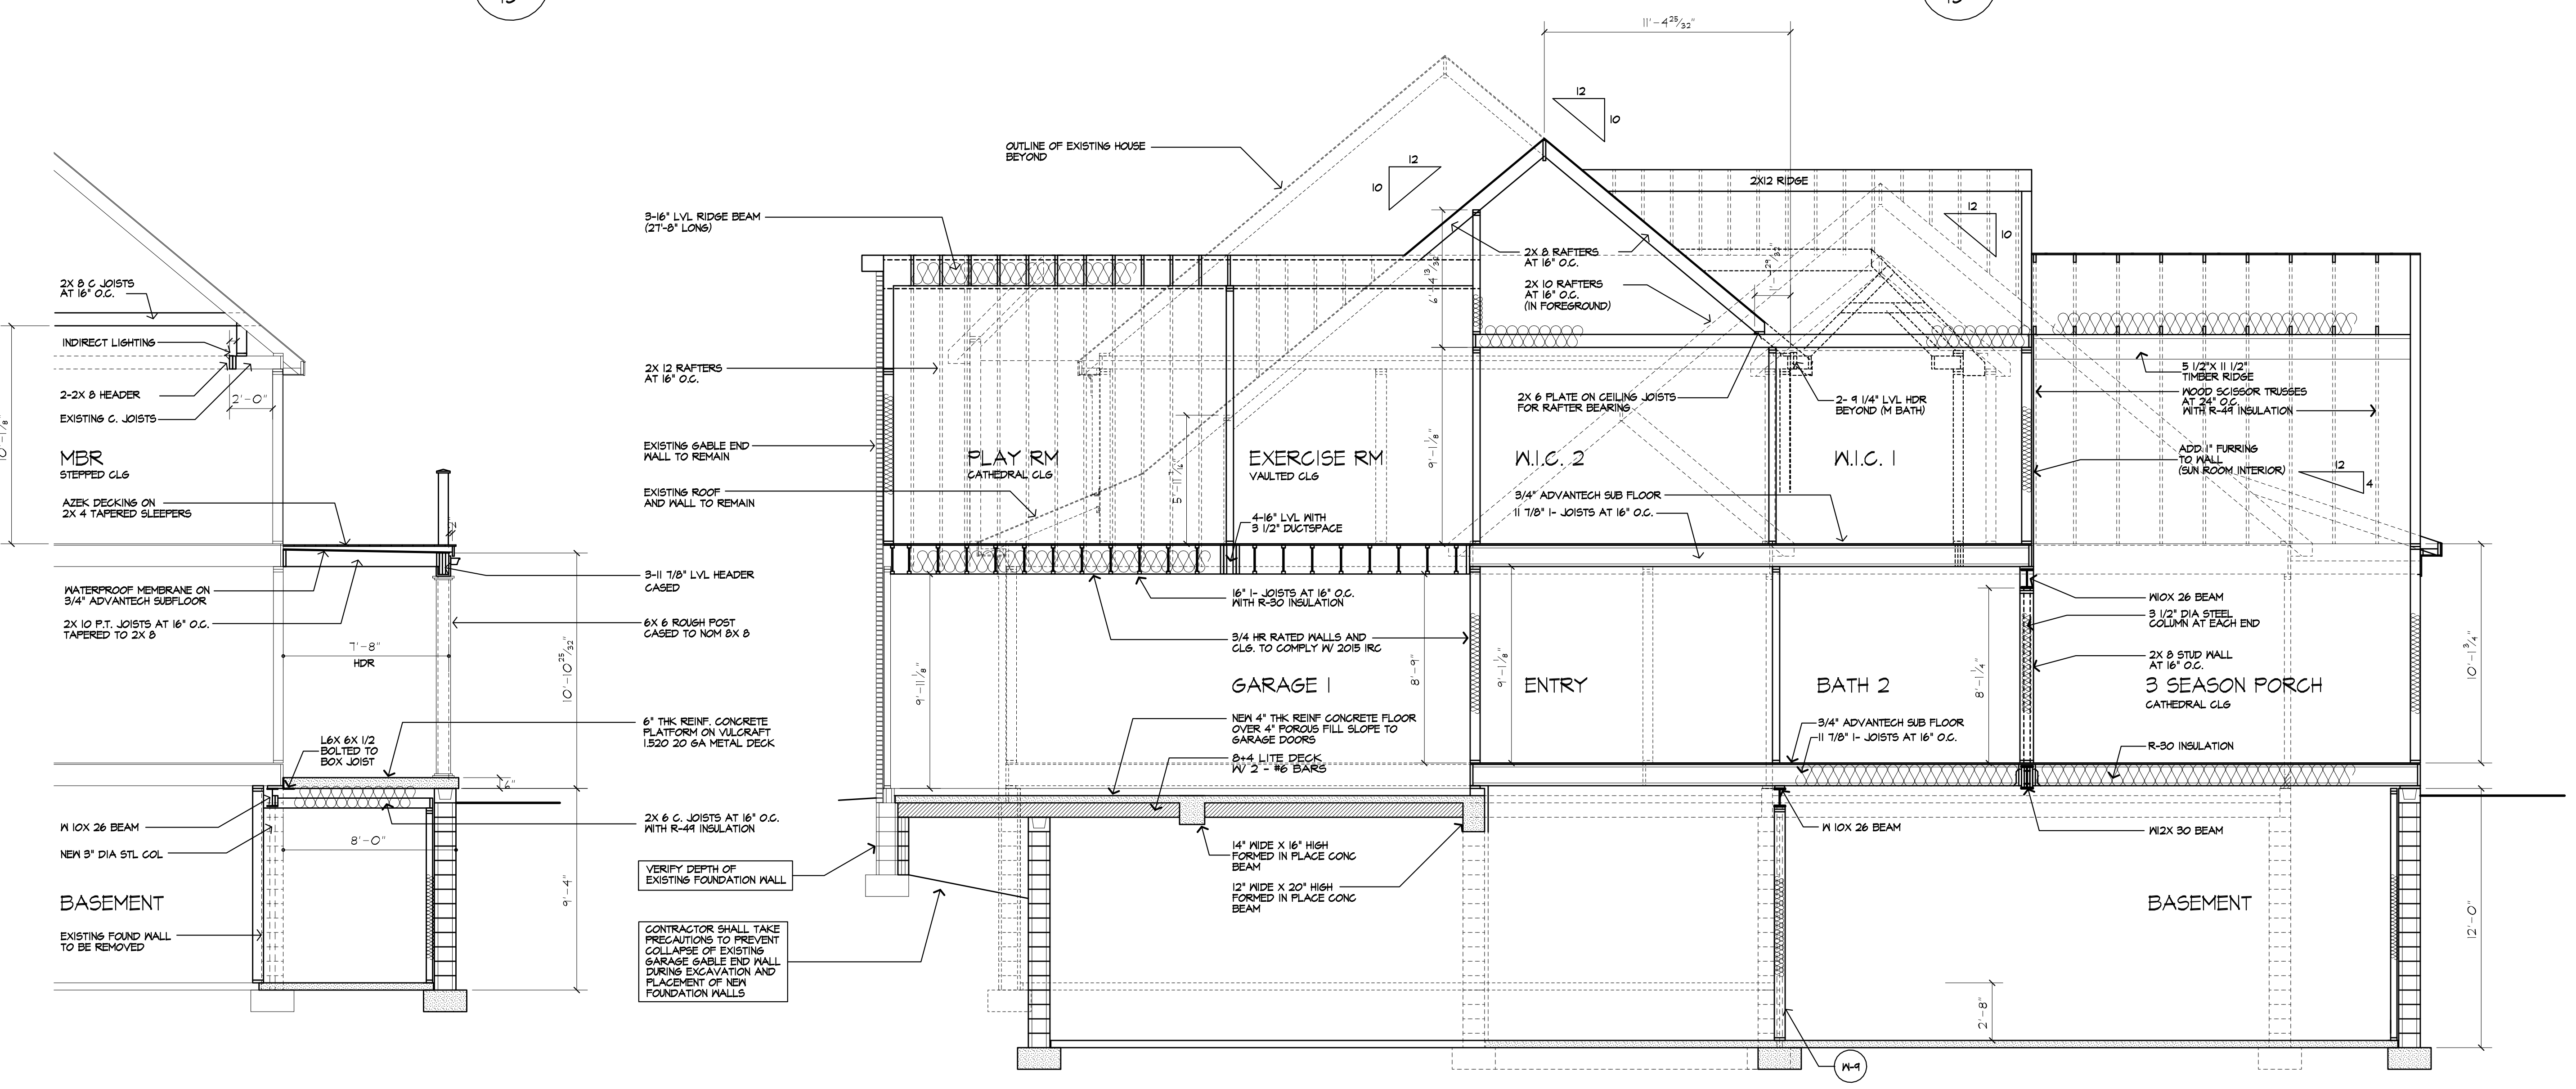 11'-4 25/32"
12
10
OUTLINE OF EXISTING HOUSE
BEYOND
12
10
2X12 RIDGE
12
10
3-16" LVL RIDGE BEAM
(27'-8" LONG)
2X 8 RAFTERS
AT 16" O.C.
2X 10 RAFTERS
AT 16" O.C.
(IN FOREGROUND)
6'-4 13/32"
2X 8 C JOISTS
AT 16" O.C.
INDIRECT LIGHTING
2-2X 8 HEADER
2'-0"
EXISTING C. JOISTS
10'-1/8"
MBR
STEPPED CLG
AZEK DECKING ON
2X 4 TAPERED SLEEPERS
WATERPROOF MEMBRANE ON
3/4" ADVANTECH SUBFLOOR
2X 10 P.T. JOISTS AT 16" O.C.
TAPERED TO 2X 8
7'-8"
HDR
10'-10 25/32"
L6X 6X 1/2
BOLTED TO
BOX JOIST
6"
W 10X 26 BEAM
NEW 3" DIA STL COL
8'-0"
BASEMENT
9'-4"
EXISTING FOUND WALL
TO BE REMOVED
2X 12 RAFTERS
AT 16" O.C.
EXISTING GABLE END
WALL TO REMAIN
EXISTING ROOF
AND WALL TO REMAIN
3-11 7/8" LVL HEADER
CASED
6X 6 ROUGH POST
CASED TO NOM 8X 8
6" THK REINF. CONCRETE
PLATFORM ON VULCRAFT
1.520 20 GA METAL DECK
2X 6 C. JOISTS AT 16" O.C.
WITH R-49 INSULATION
VERIFY DEPTH OF
EXISTING FOUNDATION WALL
CONTRACTOR SHALL TAKE
PRECAUTIONS TO PREVENT
COLLAPSE OF EXISTING
GARAGE GABLE END WALL
DURING EXCAVATION AND
PLACEMENT OF NEW
FOUNDATION WALLS
PLAY RM
CATHEDRAL CLG
EXERCISE RM
VAULTED CLG
5'-11 7/16"
9'-1 1/8"
W.I.C. 2
W.I.C. 1
2X 6 PLATE ON CEILING JOISTS
FOR RAFTER BEARING
2- 9 1/4" LVL HDR
BEYOND (M BATH)
5 1/2"X 11 1/2"
TIMBER RIDGE
WOOD SCISSOR TRUSSES
AT 24" O.C.
WITH R-49 INSULATION
ADD 1" FURRING
TO WALL
(SUN ROOM INTERIOR)
12
4
3/4" ADVANTECH SUB FLOOR
11 7/8" I- JOISTS AT 16" O.C.
4-16" LVL WITH
3 1/2" DUCTSPACE
16" I- JOISTS AT 16" O.C.
WITH R-30 INSULATION
3/4 HR RATED WALLS AND
CLG. TO COMPLY W/ 2015 IRC
9'-11/8"
8'-9"
9'-1 1/8"
8'-1 1/4"
10'-1 3/4"
GARAGE 1
ENTRY
BATH 2
3 SEASON PORCH
CATHEDRAL CLG
W10X 26 BEAM
3 1/2" DIA STEEL
COLUMN AT EACH END
2X 8 STUD WALL
AT 16" O.C.
R-30 INSULATION
NEW 4" THK REINF CONCRETE FLOOR
OVER 4" POROUS FILL SLOPE TO
GARAGE DOORS
8+4 LITE DECK
W/ 2 - #6 BARS
3/4" ADVANTECH SUB FLOOR
11 7/8" I- JOISTS AT 16" O.C.
14" WIDE X 16" HIGH
FORMED IN PLACE CONC
BEAM
12" WIDE X 20" HIGH
FORMED IN PLACE CONC
BEAM
W 10X 26 BEAM
W12X 30 BEAM
BASEMENT
12'-0"
2'-8"
W-9